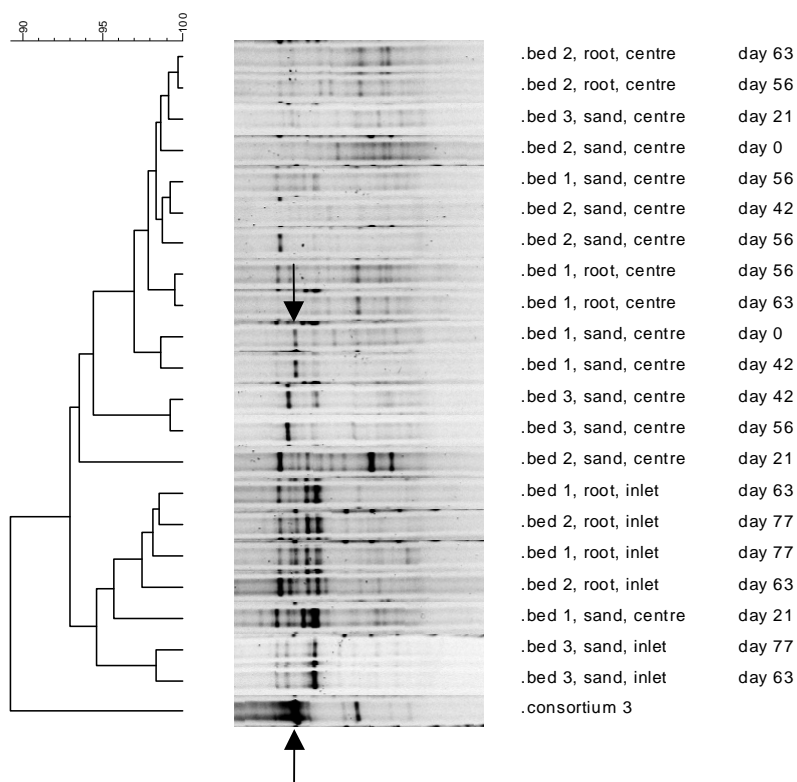 90 95 100
.bed 2, root, centre day 63
.bed 2, root, centre day 56
.bed 3, sand, centre day 21
.bed 2, sand, centre day 0
.bed 1, sand, centre day 56
.bed 2, sand, centre day 42
.bed 2, sand, centre day 56
.bed 1, root, centre day 56
.bed 1, root, centre day 63
.bed 1, sand, centre day 0
.bed 1, sand, centre day 42
.bed 3, sand, centre day 42
.bed 3, sand, centre day 56
.bed 2, sand, centre day 21
.bed 1, root, inlet day 63
.bed 2, root, inlet day 77
.bed 1, root, inlet day 77
.bed 2, root, inlet day 63
.bed 1, sand, centre day 21
.bed 3, sand, inlet day 77
.bed 3, sand, inlet day 63
.consortium 3